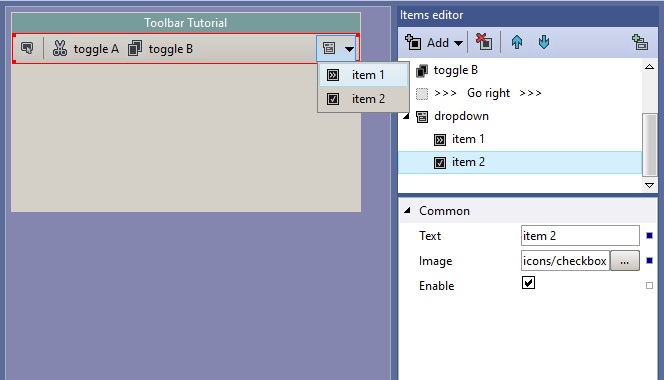 Toolbar Tutorial
toggle A toggle B
item 1
item 2
Items editor
Add
toggle B
>>> Go right >>>
dropdown
item 1
item 2
Common
Text item 2
Image icons/checkbox ...
Enable